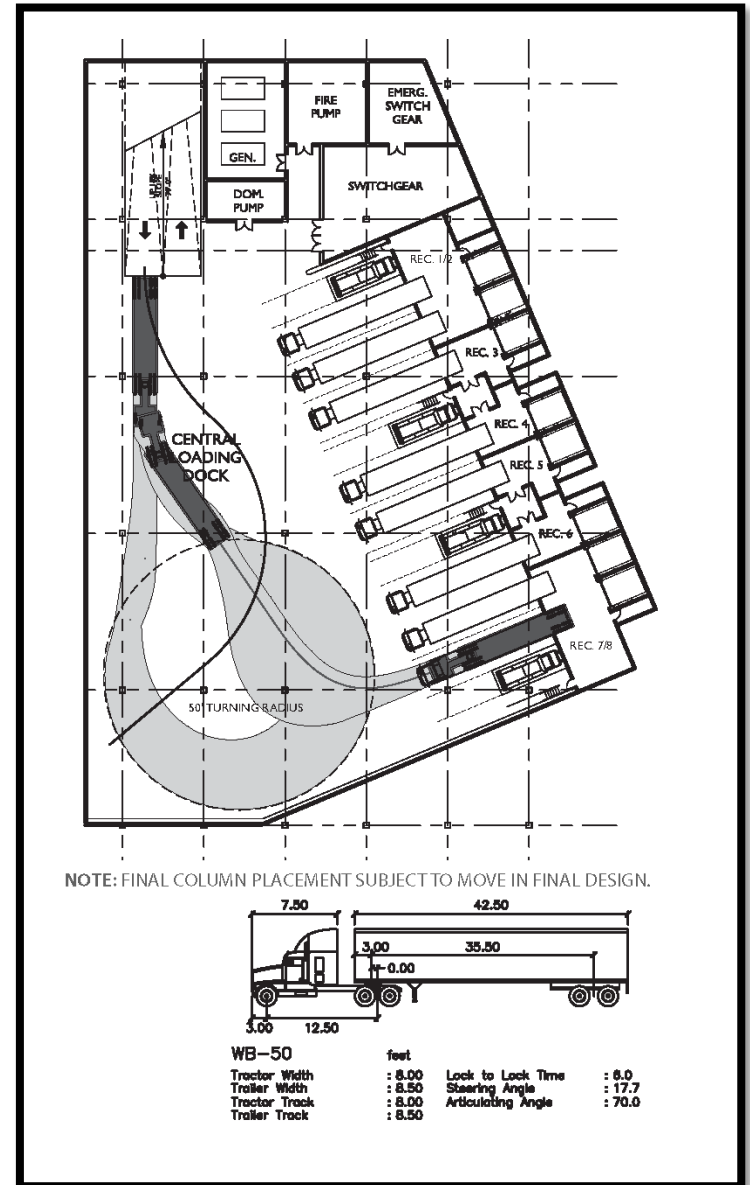 FIRE
PUMP
EMERG.
SWITCH
GEAR
GEN.
DOM.
PUMP
SWITCHGEAR
REC. 1/2
REC. 3
REC. 4
REC. 5
REC. 6
REC. 7/8
CENTRAL
LOADING
DOCK
50' TURNING RADIUS
NOTE: FINAL COLUMN PLACEMENT SUBJECT TO MOVE IN FINAL DESIGN.
7.50
42.50
3.00
35.50
0.00
3.00
12.50
WB-50 feet
Tractor Width : 8.00 Lock to Lock Time : 6.0
Trailer Width : 8.50 Steering Angle : 17.7
Tractor Track : 8.00 Articulating Angle : 70.0
Trailer Track : 8.50